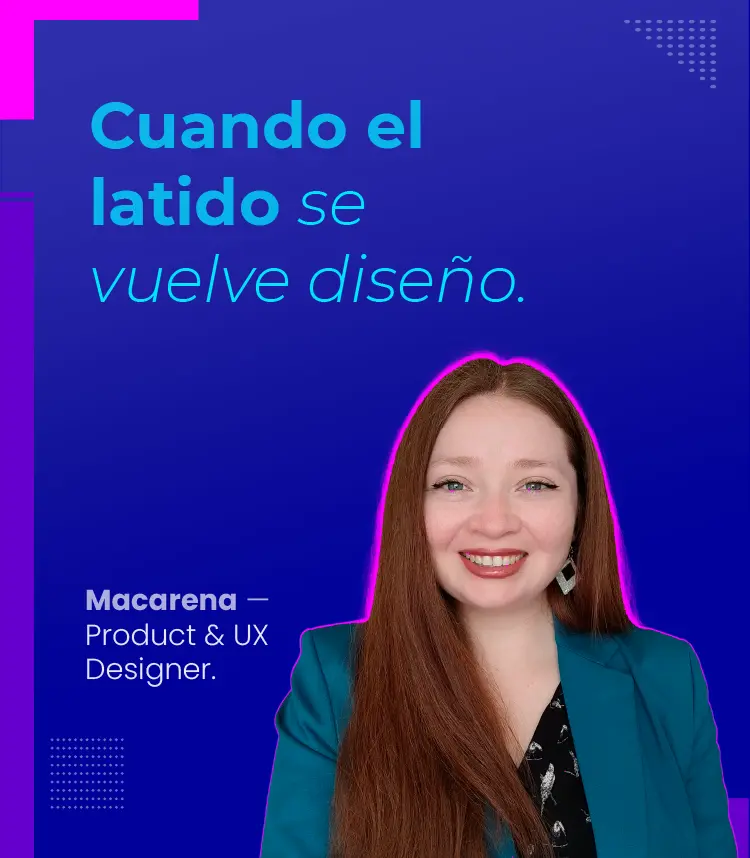 Cuando el
latido se
vuelve diseño.
Macarena —
Product & UX
Designer.